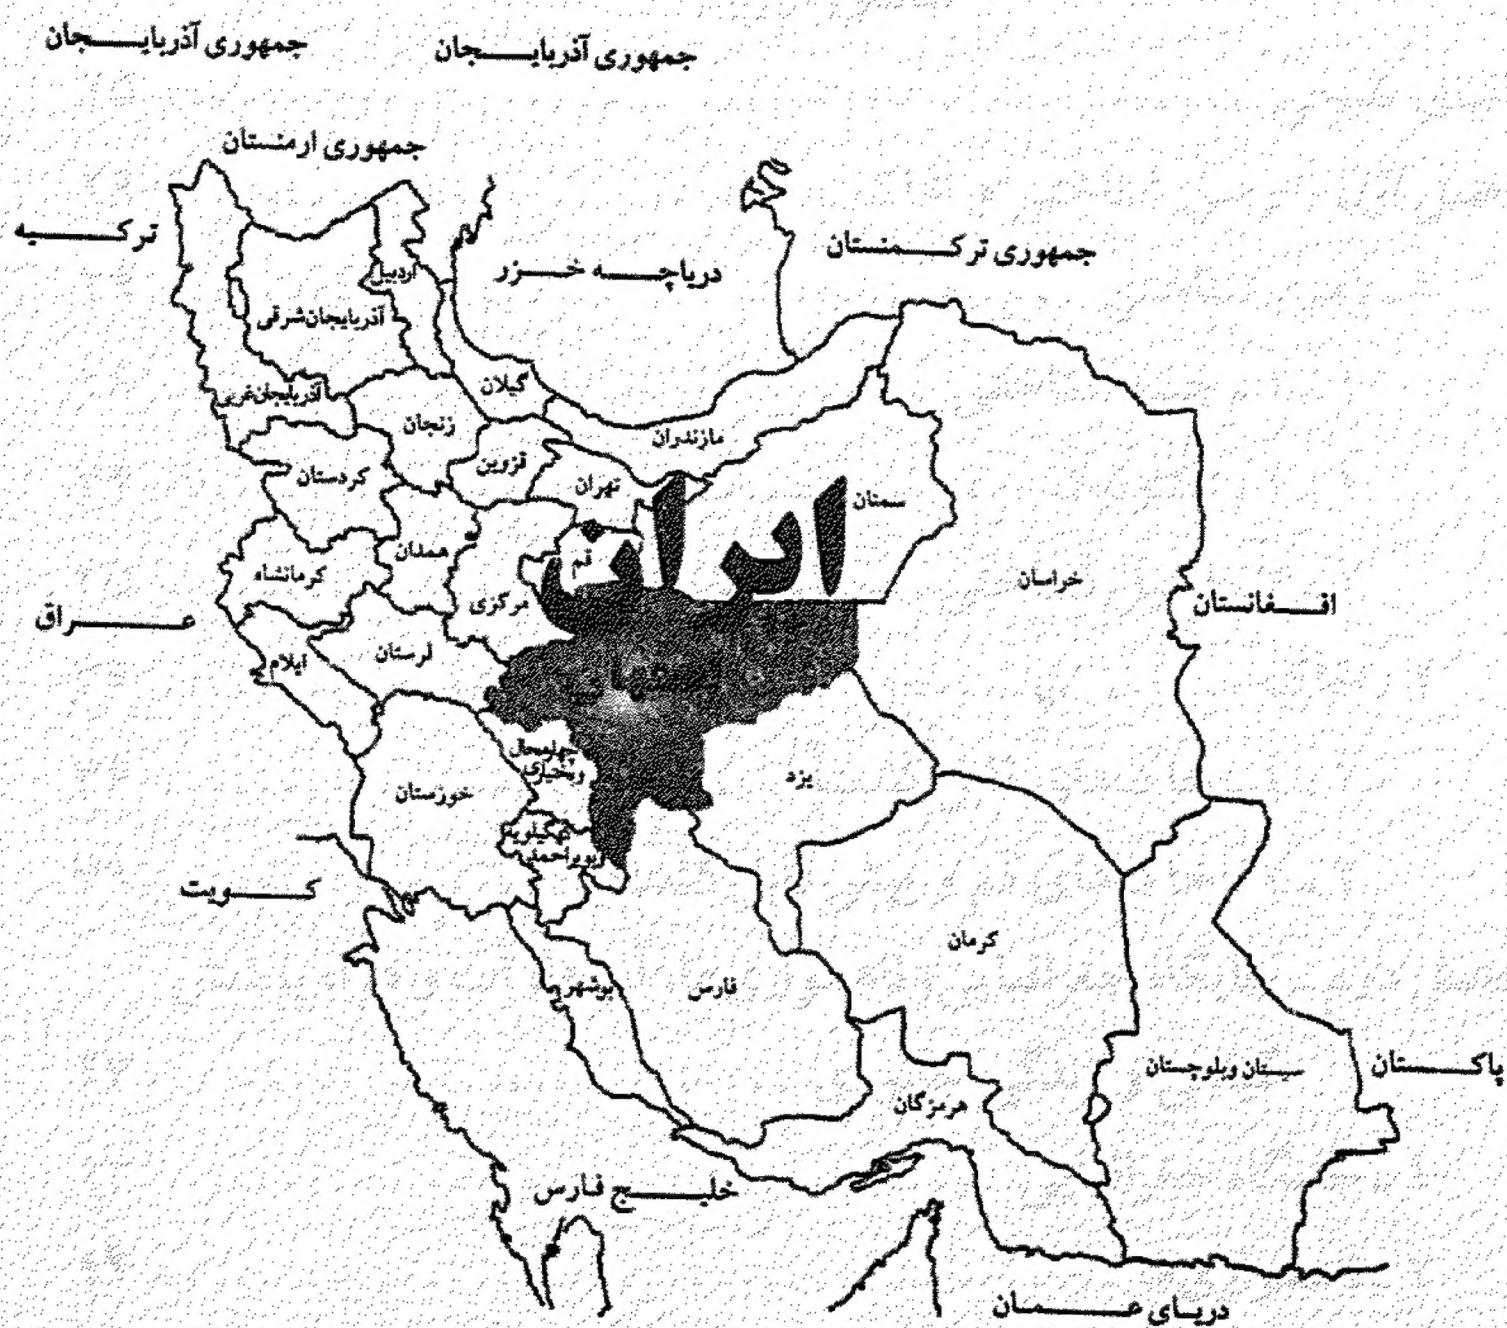 جمهوری آذربایجان
جمهوری آذربایجان
جمهوری ارمنستان
ترکیه
جمهوری ترکمنستان
دریاچه خزر
اردبیل
آذربایجان شرقی
گیلان
آذربایجان غربی
زنجان
مازندران
قزوین
کردستان
تهران
سمنان
ایران
همدان
قم
کرمانشاه
خراسان
مرکزی
افغانستان
عراق
لرستان
ایلام
اصفهان
چهارمحال
وبختیاری
یزد
خوزستان
کهگیلویه
وبویراحمد
کویت
کرمان
فارس
بوشهر
پاکستان
سیستان وبلوچستان
هرمزگان
خلیج فارس
دریای عمان